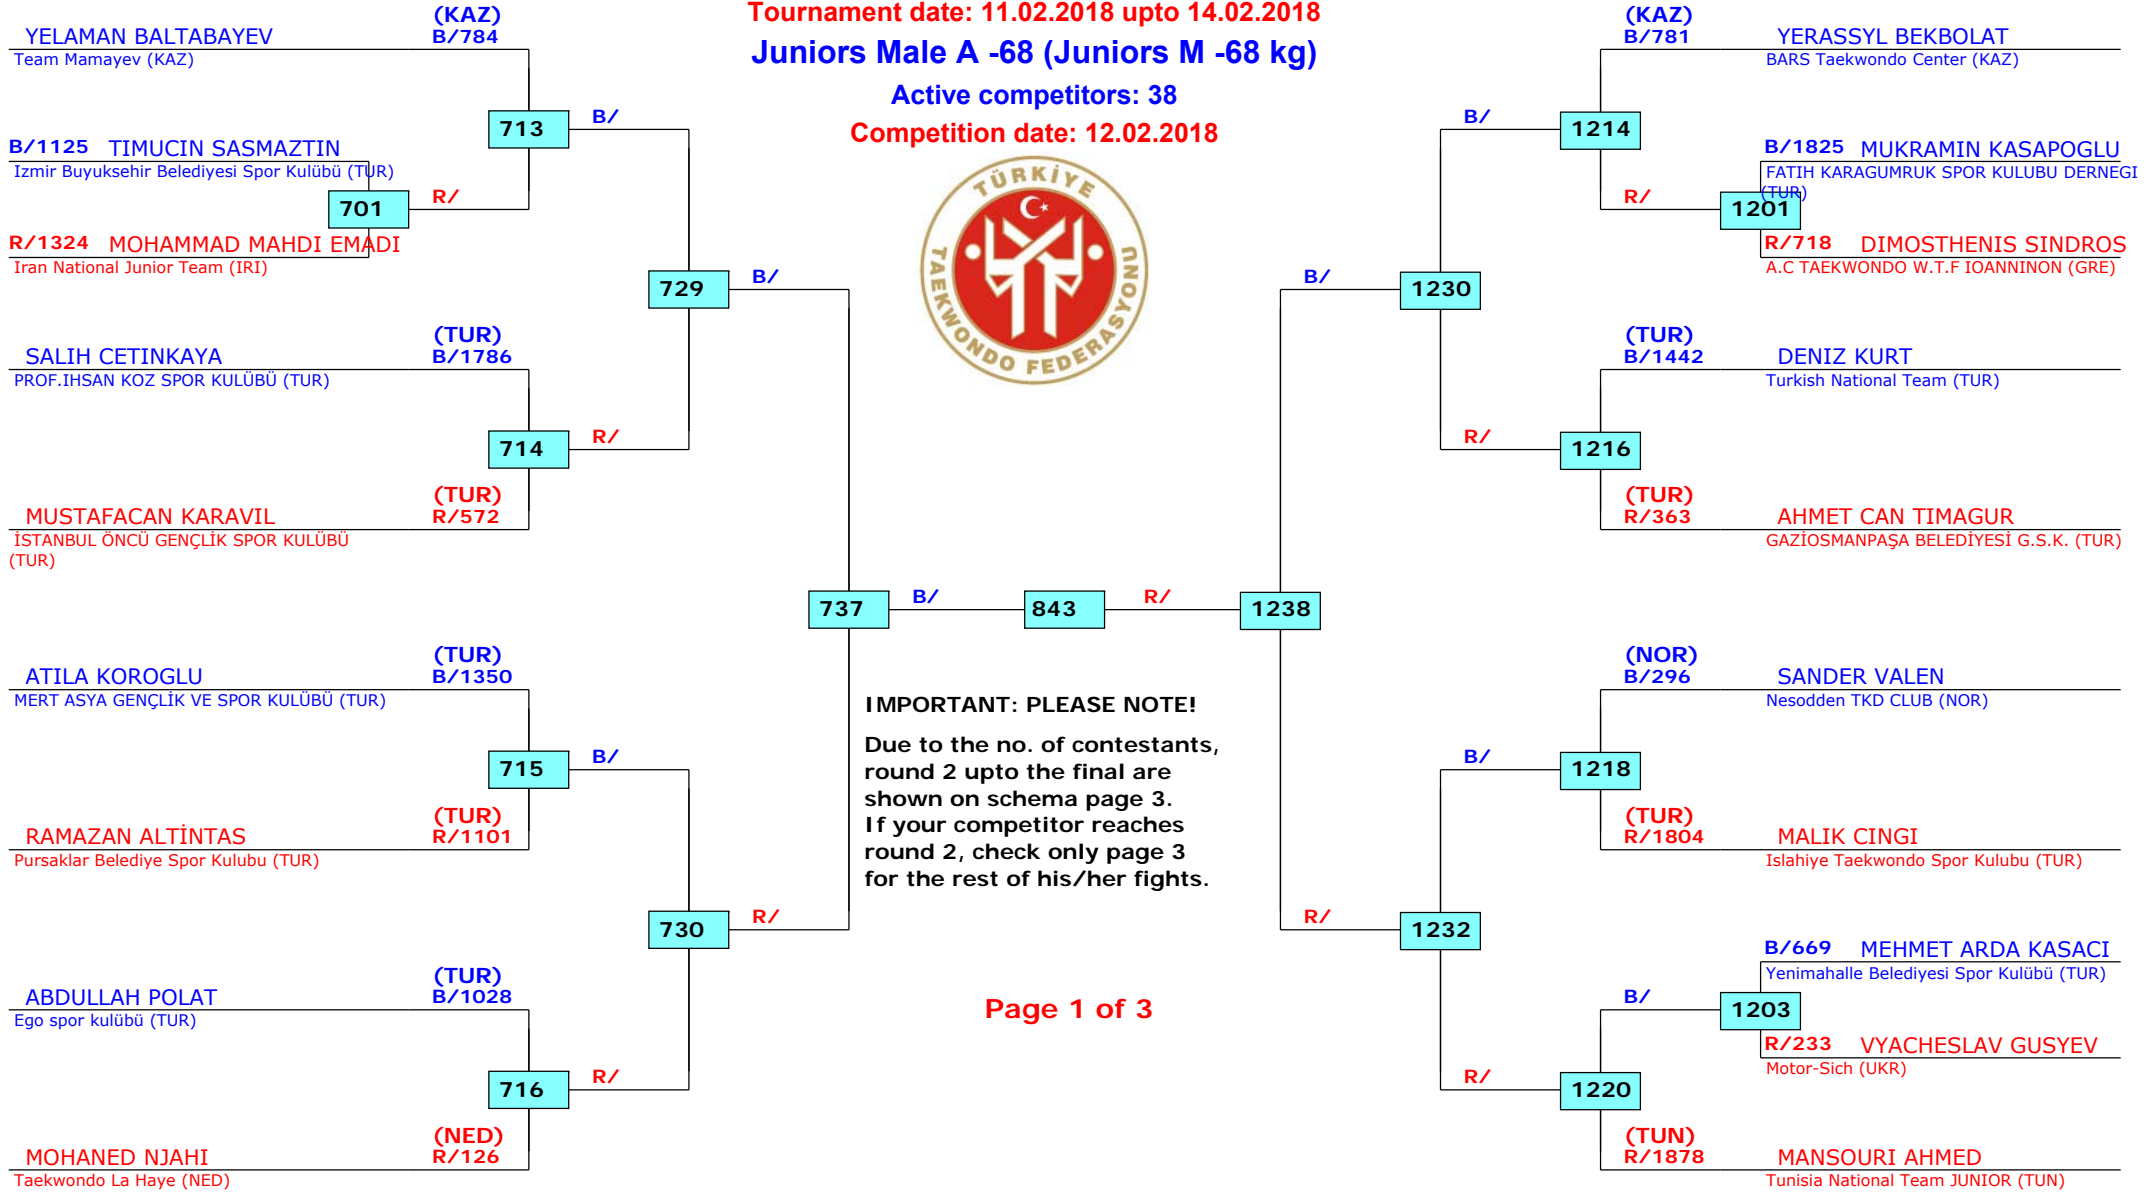 Tournament date: 11.02.2018 upto 14.02.2018
Juniors Male A -68 (Juniors M -68 kg)
Active competitors: 38
Competition date: 12.02.2018
TÜRKİYE
TAEKWONDO FEDERASYONU
(KAZ)
YELAMAN BALTABAYEV B/784
Team Mamayev (KAZ)
713
B/
B/1125 TIMUCIN SASMAZTIN
Izmir Buyuksehir Belediyesi Spor Kulübü (TUR)
701
R/
R/1324 MOHAMMAD MAHDI EMADI
Iran National Junior Team (IRI)
729
B/
(TUR)
SALIH CETINKAYA B/1786
PROF.IHSAN KOZ SPOR KULÜBÜ (TUR)
714
R/
(TUR)
MUSTAFACAN KARAVIL R/572
İSTANBUL ÖNCÜ GENÇLİK SPOR KULÜBÜ
(TUR)
737
B/
843
R/
1238
(TUR)
ATILA KOROGLU B/1350
MERT ASYA GENÇLİK VE SPOR KULÜBÜ (TUR)
715
B/
(TUR)
RAMAZAN ALTİNTAS R/1101
Pursaklar Belediye Spor Kulubu (TUR)
730
R/
(TUR)
ABDULLAH POLAT B/1028
Ego spor kulübü (TUR)
716
R/
(NED)
MOHANED NJAHI R/126
Taekwondo La Haye (NED)
IMPORTANT: PLEASE NOTE!
Due to the no. of contestants,
round 2 upto the final are
shown on schema page 3.
If your competitor reaches
round 2, check only page 3
for the rest of his/her fights.
Page 1 of 3
(KAZ)
B/781 YERASSYL BEKBOLAT
BARS Taekwondo Center (KAZ)
B/
1214
B/1825 MUKRAMIN KASAPOGLU
FATIH KARAGUMRUK SPOR KULUBU DERNEGI
(TUR)
R/
1201
R/718 DIMOSTHENIS SINDROS
A.C TAEKWONDO W.T.F IOANNINON (GRE)
B/
1230
(TUR)
B/1442 DENIZ KURT
Turkish National Team (TUR)
R/
1216
(TUR)
R/363 AHMET CAN TIMAGUR
GAZİOSMANPAŞA BELEDİYESİ G.S.K. (TUR)
(NOR)
B/296 SANDER VALEN
Nesodden TKD CLUB (NOR)
B/
1218
(TUR)
R/1804 MALIK CINGI
Islahiye Taekwondo Spor Kulubu (TUR)
R/
1232
B/669 MEHMET ARDA KASACI
Yenimahalle Belediyesi Spor Kulübü (TUR)
B/
1203
R/233 VYACHESLAV GUSYEV
Motor-Sich (UKR)
R/
1220
(TUN)
R/1878 MANSOURI AHMED
Tunisia National Team JUNIOR (TUN)